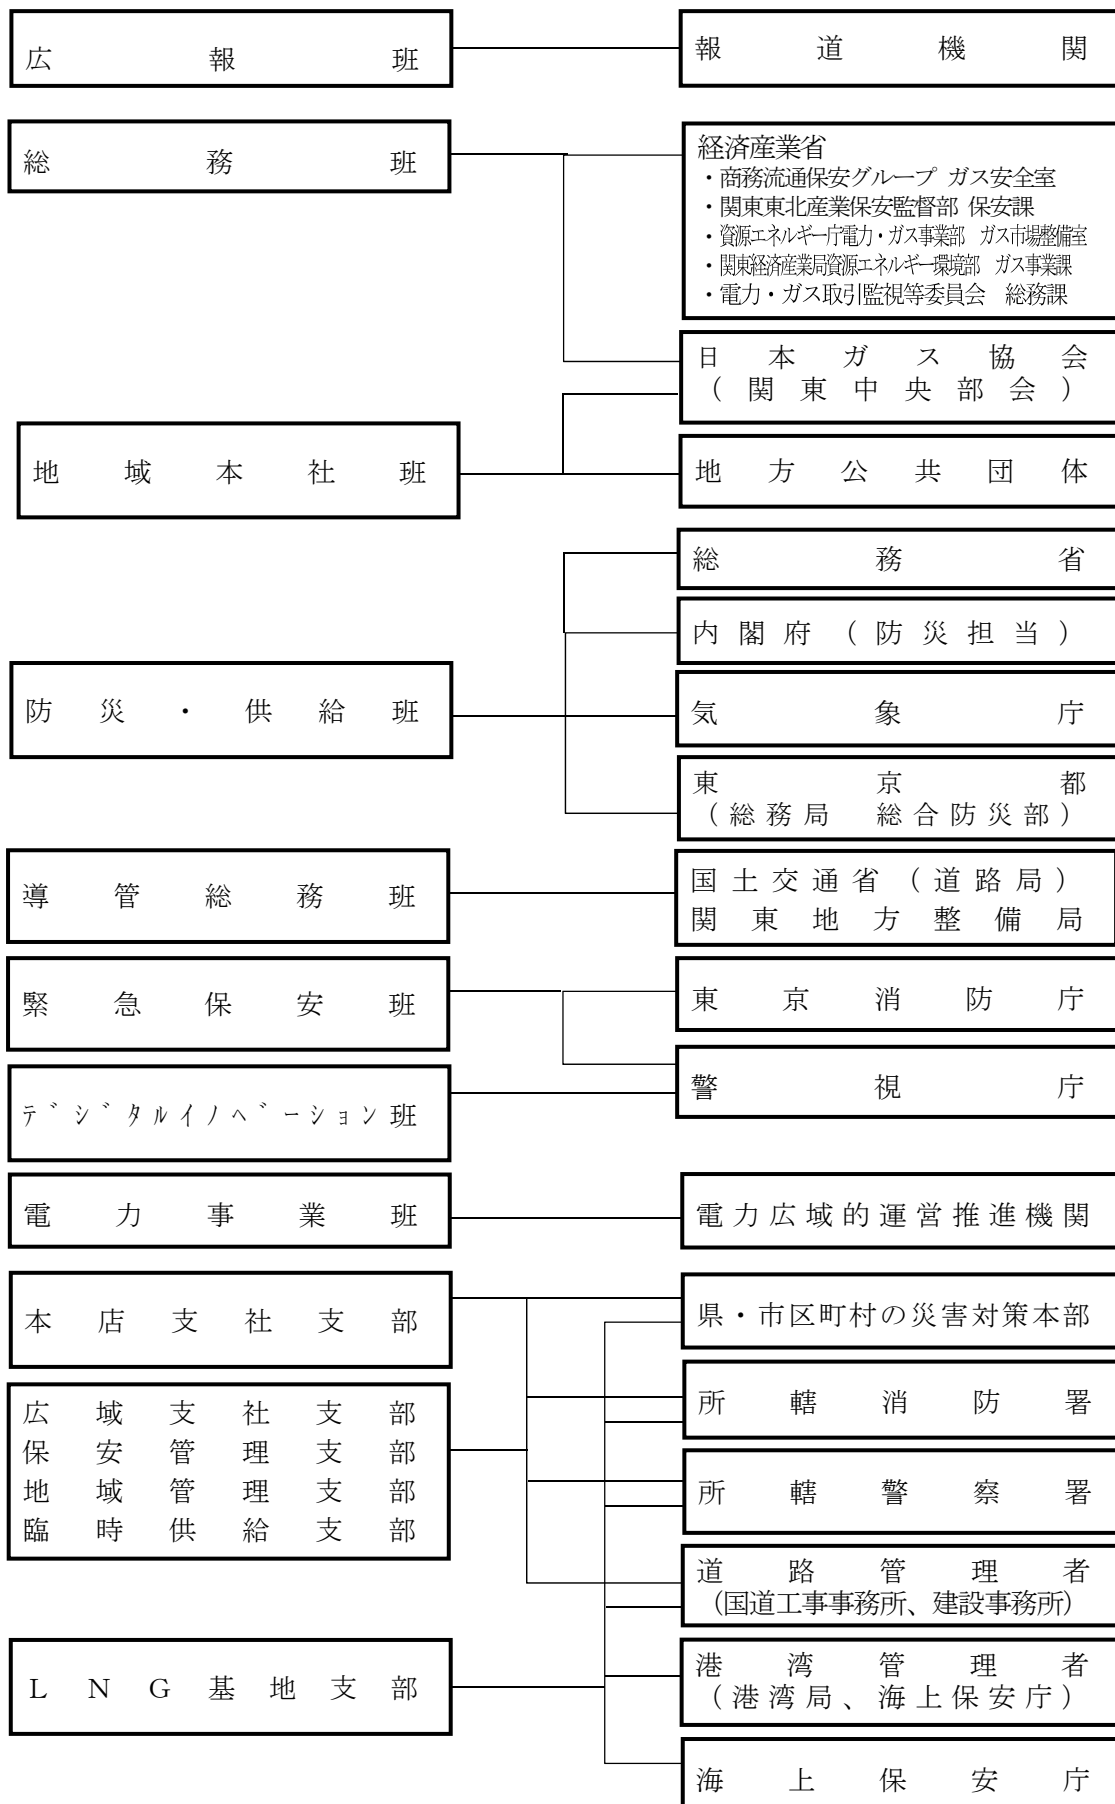 広報班
報道機関
総務班
経済産業省
・商務流通保安グループ ガス安全室
・関東東北産業保安監督部 保安課
・資源エネルギー庁電力・ガス事業部 ガス市場整備室
・関東経済産業局資源エネルギー環境部 ガス事業課
・電力・ガス取引監視等委員会 総務課
日本ガス協会
（関東中央部会）
地域本社班
地方公共団体
総務省
内閣府（防災担当）
防災・供給班
気象庁
東京都
（総務局 総合防災部）
導管総務班
国土交通省（道路局）
関東地方整備局
緊急保安班
東京消防庁
警視庁
ﾃﾞｼﾞﾀﾙｲﾉﾍﾞｰｼｮﾝ班
電力事業班
電力広域的運営推進機関
本店支社支部
県・市区町村の災害対策本部
広域支社支部
保安管理支部
地域管理支部
臨時供給支部
所轄消防署
所轄警察署
道路管理者
（国道工事事務所、建設事務所）
LNG基地支部
港湾管理者
（港湾局、海上保安庁）
海上保安庁